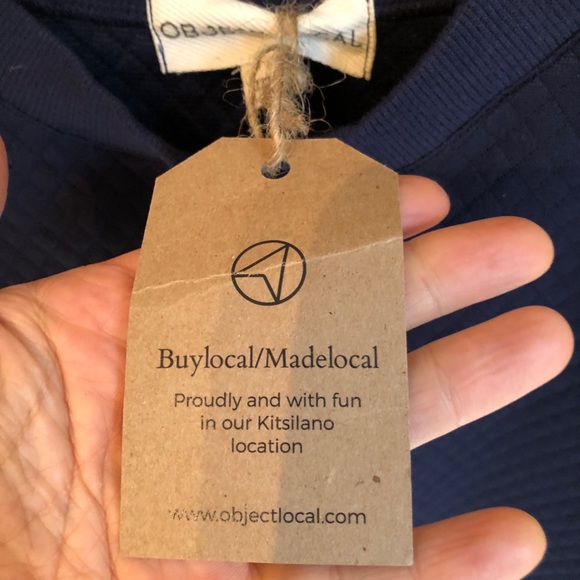 Buylocal/Madelocal
Proudly and with fun
in our Kitsilano
location
www.objectlocal.com